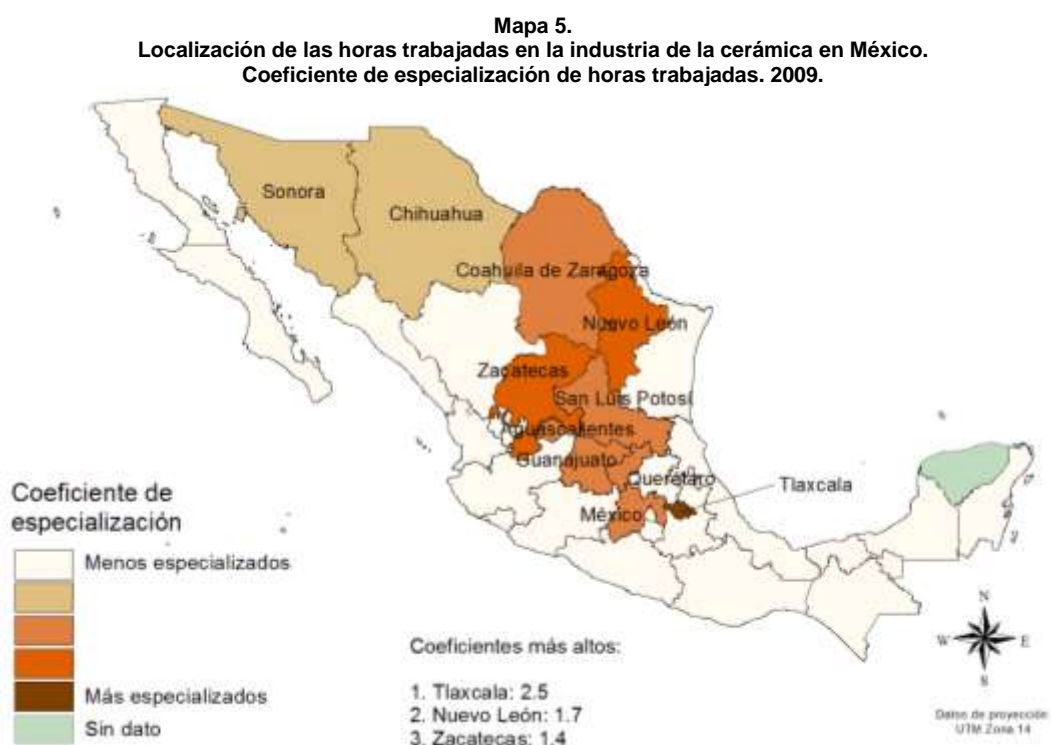 Mapa 5.
Localización de las horas trabajadas en la industria de la cerámica en México.
Coeficiente de especialización de horas trabajadas. 2009.
Sonora
Chihuahua
Coahuila de Zaragoza
Nuevo León
Zacatecas
San Luis Potosí
Aguascalientes
Guanajuato
Querétaro
Tlaxcala
México
Coeficiente de
especialización
Menos especializados
Más especializados
Sin dato
Coeficientes más altos:
1. Tlaxcala: 2.5
2. Nuevo León: 1.7
3. Zacatecas: 1.4
N
W
E
S
Datos de proyección
UTM Zona 14